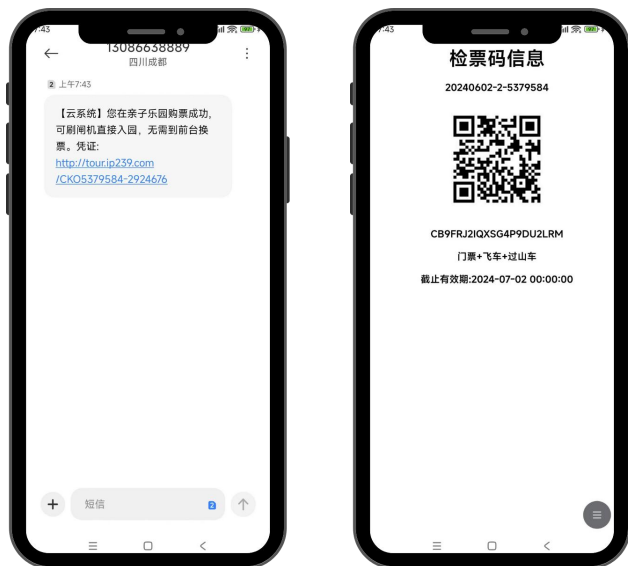 7:43
97
13086638889
四川成都
2 上午7:43
【云系统】您在亲子乐园购票成功,
可刷闸机直接入园,无需到前台换
票。凭证:
http://tour.ip239.com
/CKO5379584-2924676
短信
2
7:43
97
检票码信息
20240602-2-5379584
CB9FRJ2IQXSG4P9DU2LRM
门票+飞车+过山车
截止有效期:2024-07-02 00:00:00